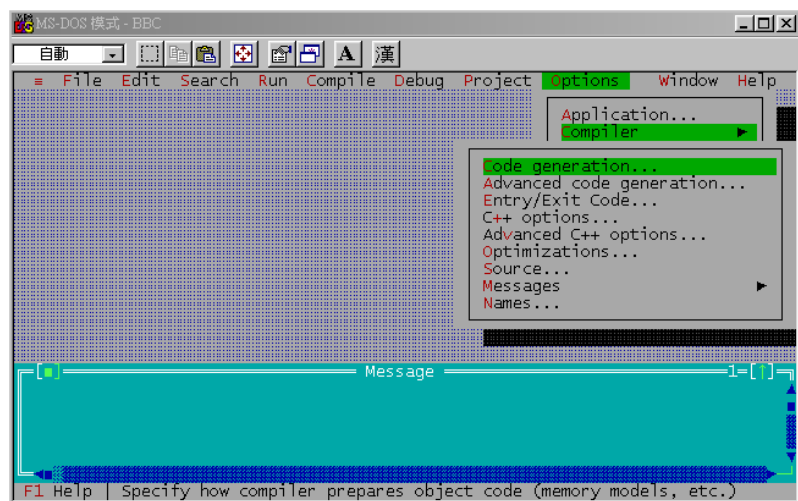 MS-DOS 模式 - BBC
自動 A 漢
≡ File Edit Search Run Compile Debug Project Options Window Help
Application...
Compiler ►
Code generation...
Advanced code generation...
Entry/Exit Code...
C++ options...
Advanced C++ options...
Optimizations...
Source...
Messages ►
Names...
[■] Message 1=[↑]
F1 Help | Specify how compiler prepares object code (memory models, etc.)